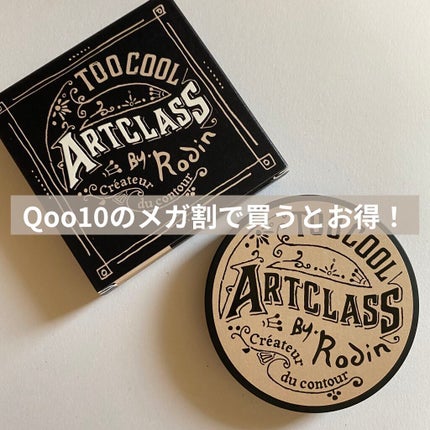 TOO COOL
ARTCLASS
By. Rodin
Créateur
du contour
Qoo10のメガ割で買うとお得！
TOO COOL
ARTCLASS
By. Rodin
Créateur
du contour